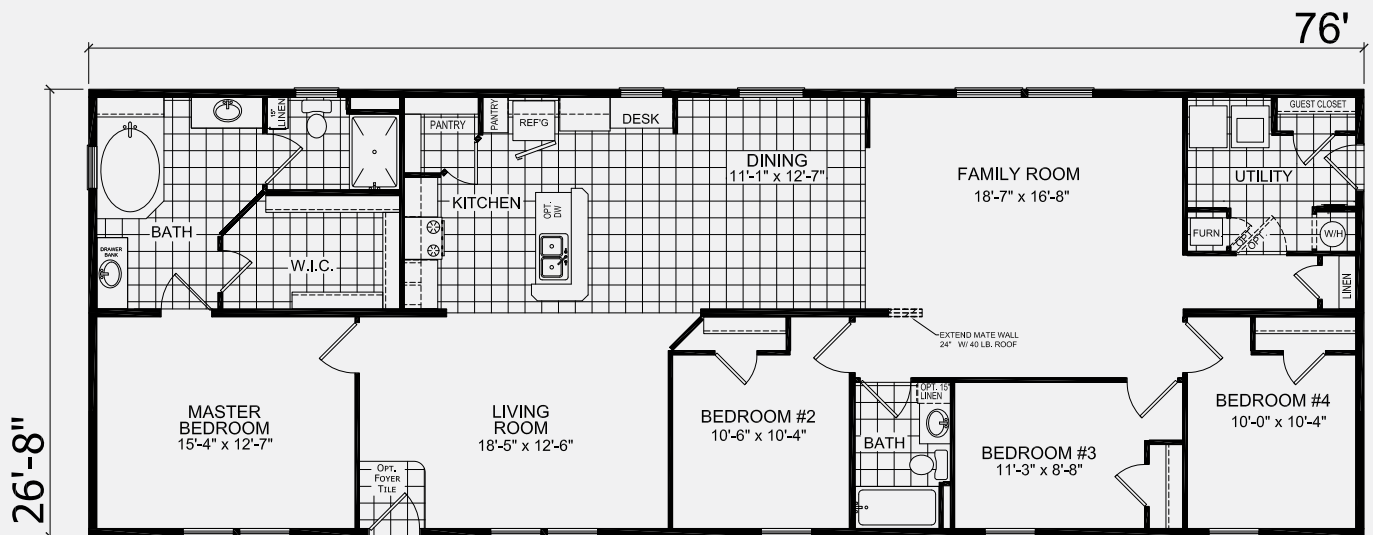 76'
26'-8"
15"
LINEN
PANTRY
PANTRY
REF'G
DESK
GUEST CLOSET
DINING
11'-1" x 12'-7"
FAMILY ROOM
18'-7" x 16'-8"
UTILITY
KITCHEN
OPT.
DW
BATH
DRAWER
BANK
W.I.C.
FURN.
OPT.
OPT.
W/H
LINEN
EXTEND MATE WALL
24" W/ 40 LB. ROOF
MASTER
BEDROOM
15'-4" x 12'-7"
LIVING
ROOM
18'-5" x 12'-6"
OPT.
FOYER
TILE
BEDROOM #2
10'-6" x 10'-4"
OPT. 15"
LINEN
BATH
BEDROOM #3
11'-3" x 8'-8"
BEDROOM #4
10'-0" x 10'-4"